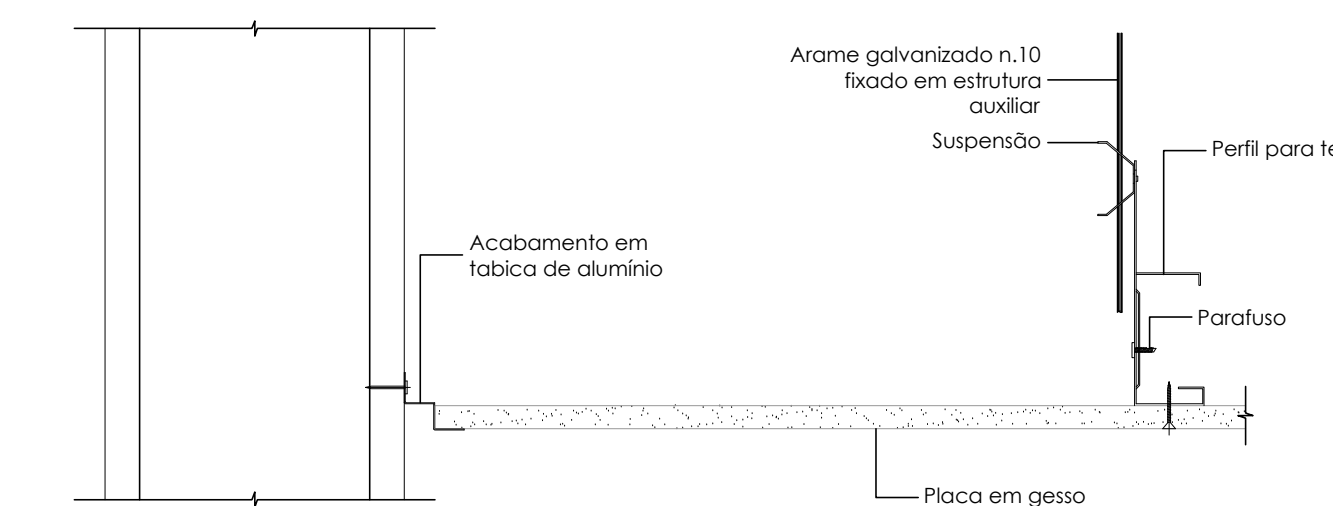 Arame galvanizado n.10
fixado em estrutura
auxiliar
Suspensão
Perfil para
Acabamento em
tabica de alumínio
Parafuso
Placa em gesso